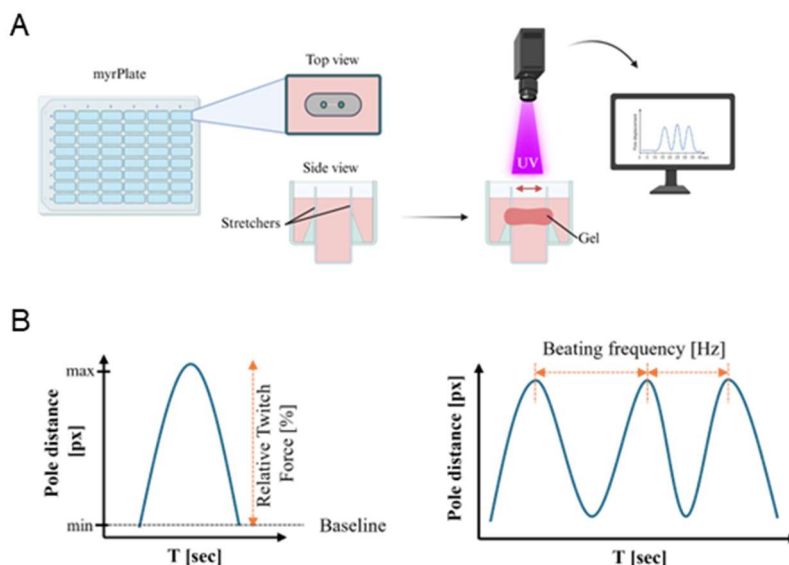 A
myrPlate
Top view
Side view
Stretchers
UV
Gel
B
max
min
Pole distance
[px]
T [sec]
Relative Twitch
Force [%]
Baseline
Beating frequency [Hz]
Pole distance [px]
T [sec]